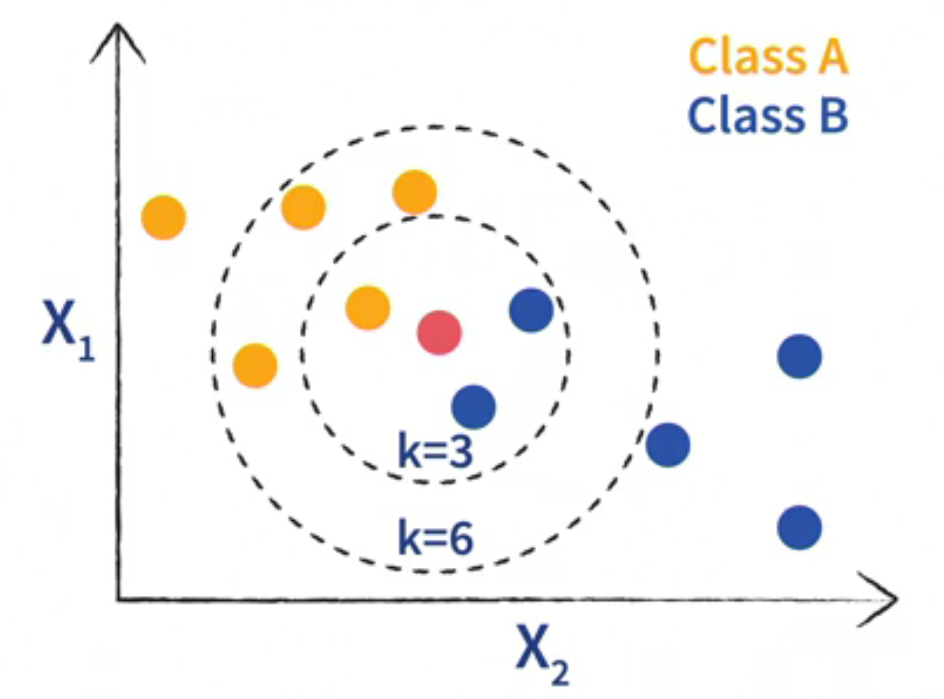 Class A
Class B
X₁
k=3
k=6
X₂